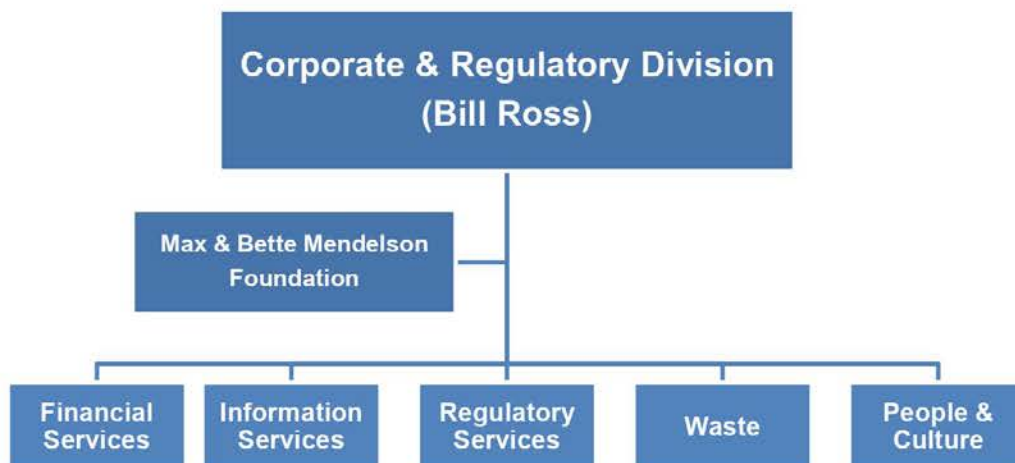 Corporate & Regulatory Division
(Bill Ross)
Max & Bette Mendelson
Foundation
Financial
Services
Information
Services
Regulatory
Services
Waste
People &
Culture